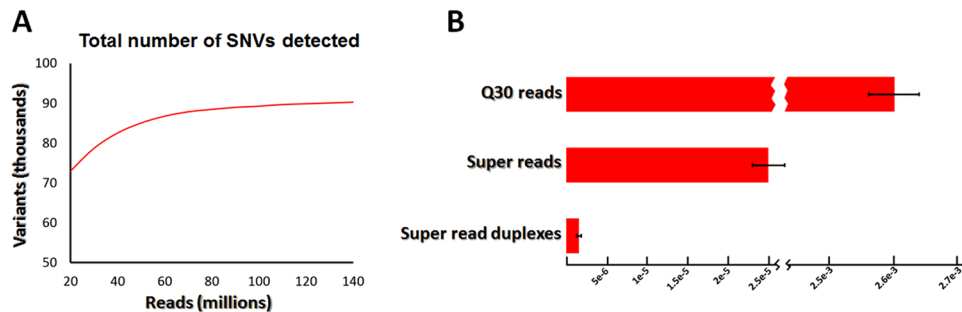 A
Total number of SNVs detected
Variants (thousands)
100
90
80
70
60
50
20
40
60
80
100
120
140
Reads (millions)
B
Q30 reads
Super reads
Super read duplexes
5e-6
1e-5
1.5e-5
2e-5
2.5e-5
2.5e-3
2.6e-3
2.7e-3